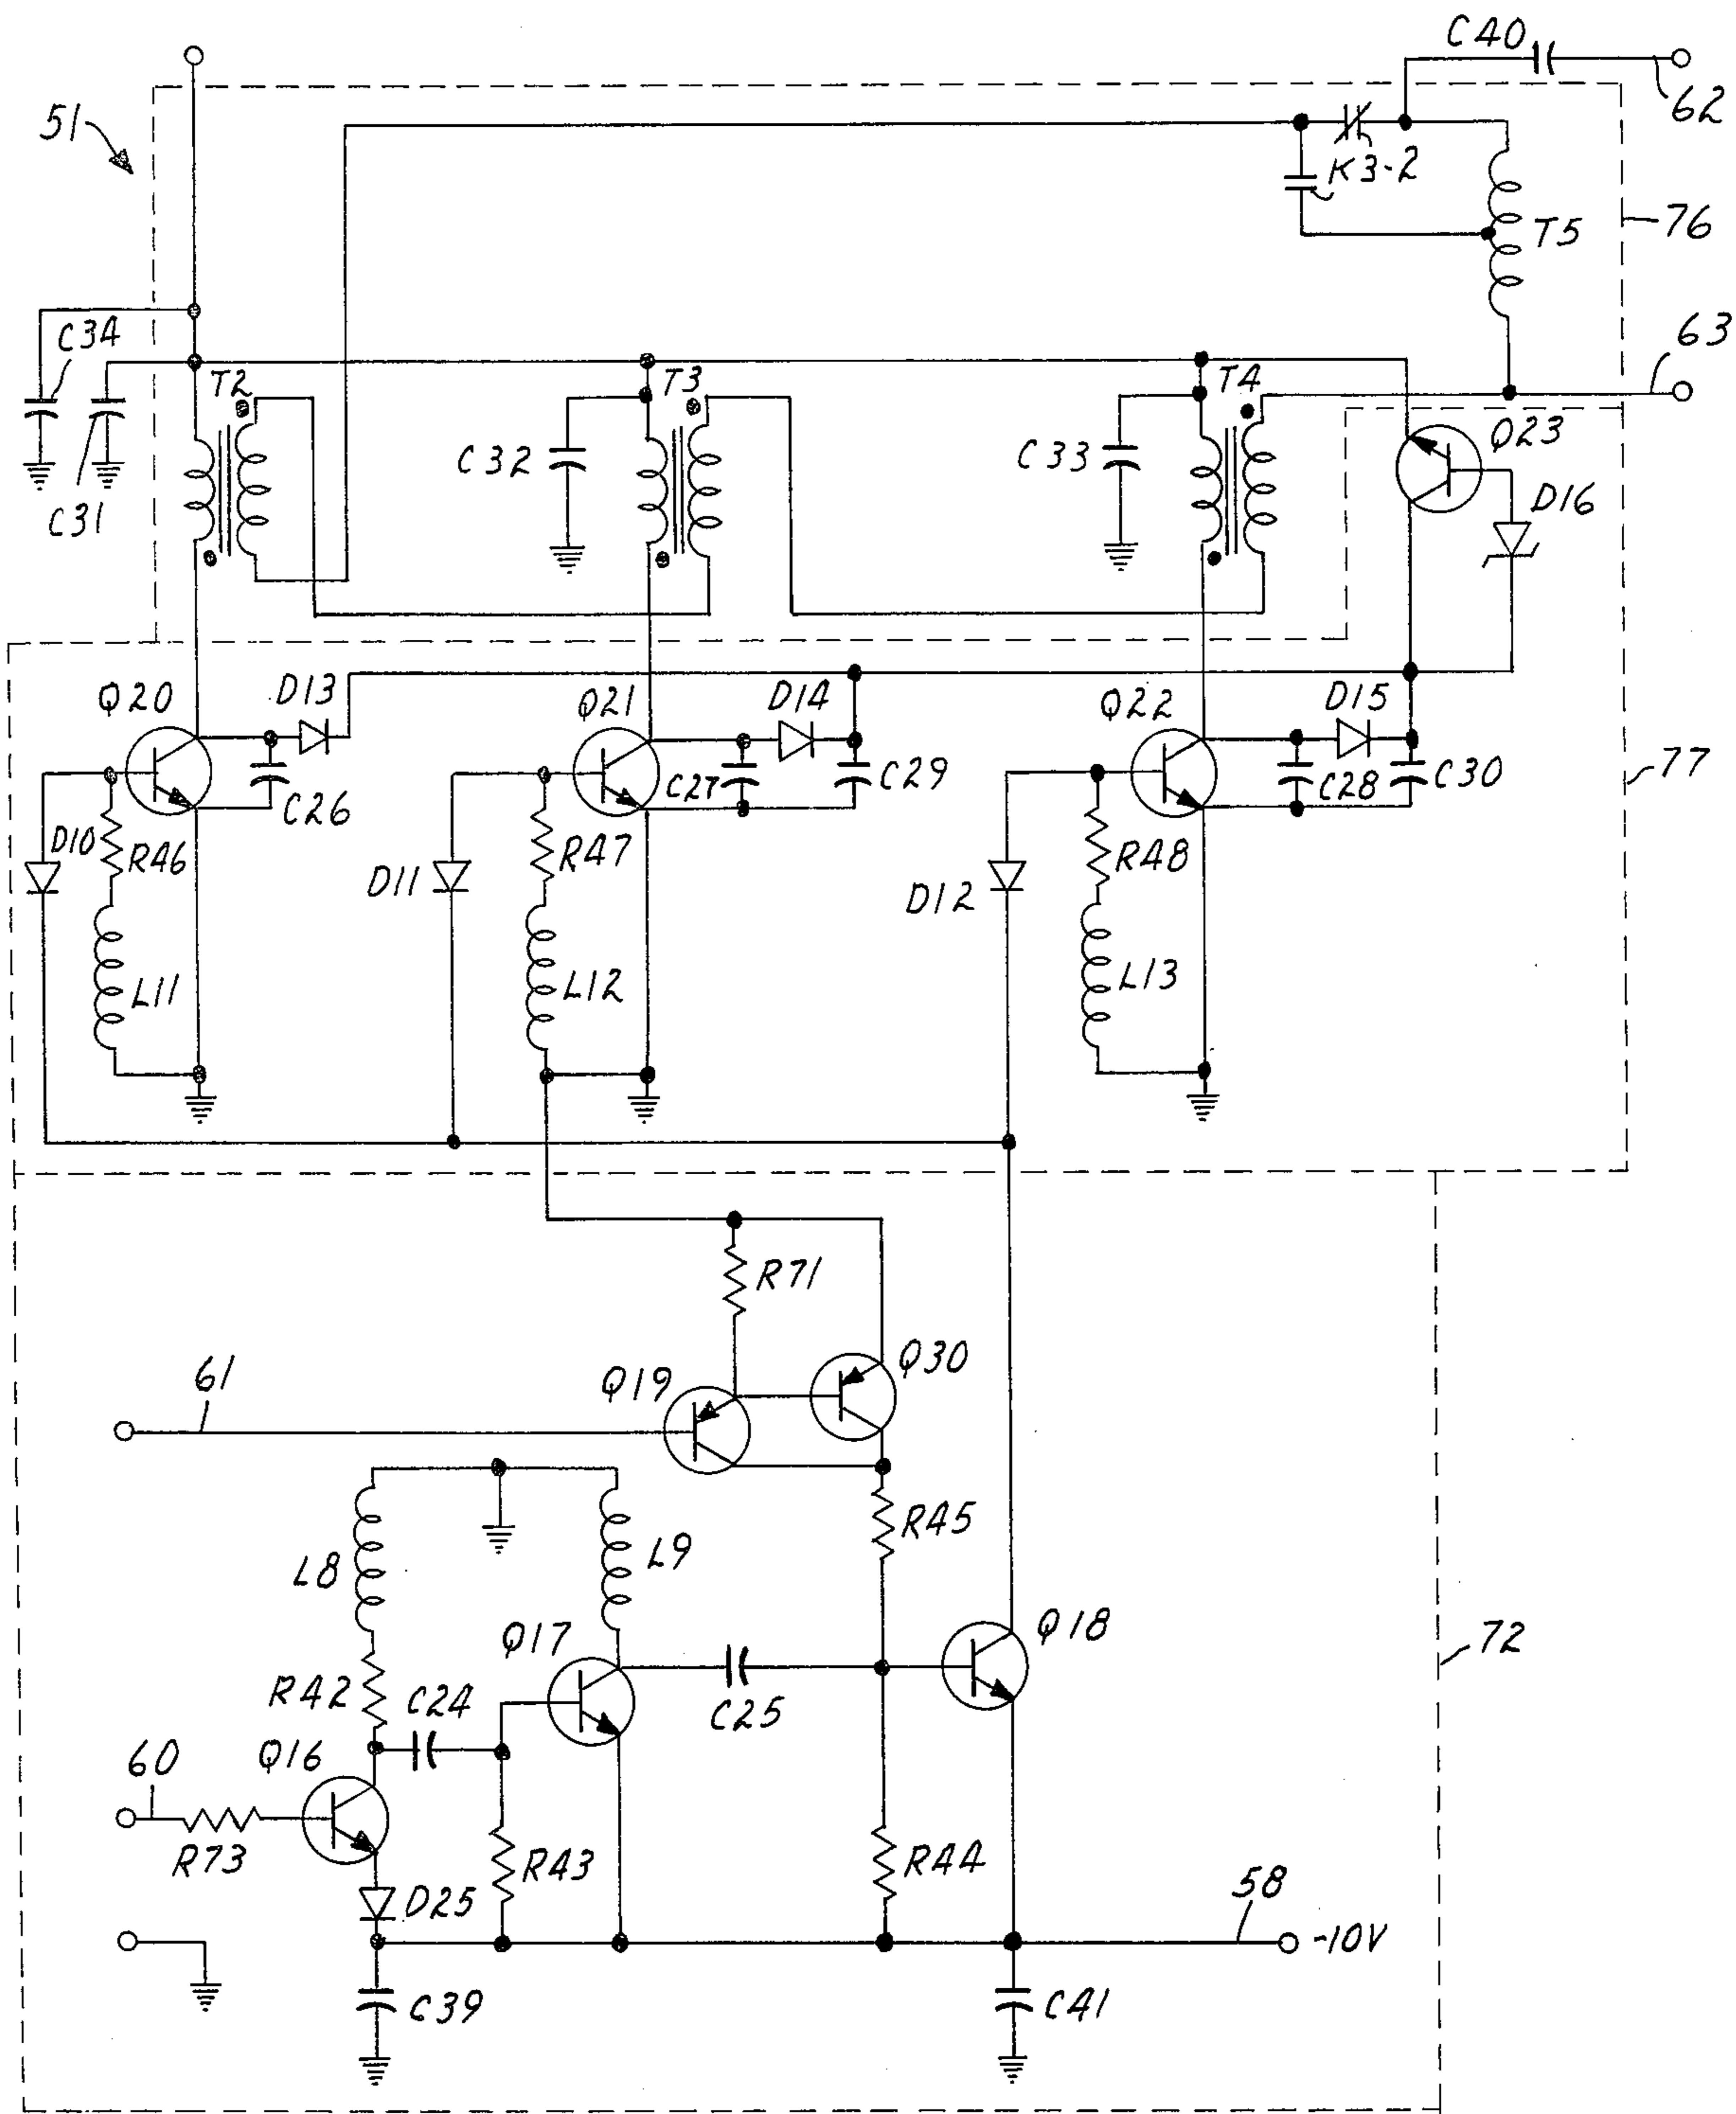 C40
62
51
K3-2
76
T5
C34
63
T2
T3
T4
Q23
C32
C33
D16
C31
Q20
D13
Q21
D14
Q22
D15
77
C26
C27
C29
C28
C30
D10
R46
D11
R47
D12
R48
L11
L12
L13
R71
61
Q19
Q30
R45
L8
L9
Q17
Q18
72
R42
C24
C25
60
Q16
R73
R43
R44
D25
58
-10V
C39
C41